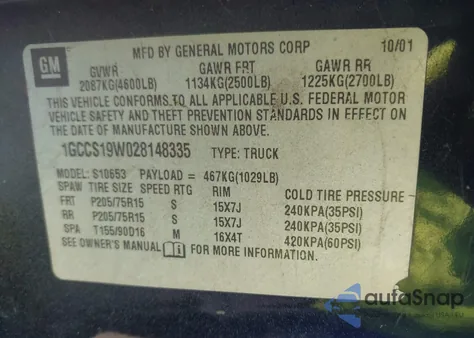 GM
MFD BY GENERAL MOTORS CORP 10/01
GVWR GAWR FRT GAWR RR
2087KG(4600LB) 1134KG(2500LB) 1225KG(2700LB)
THIS VEHICLE CONFORMS TO ALL APPLICABLE U.S. FEDERAL MOTOR
VEHICLE SAFETY AND THEFT PREVENTION STANDARDS IN EFFECT ON
THE DATE OF MANUFACTURE SHOWN ABOVE.
1GCCS19W028148335 TYPE: TRUCK
MODEL: S10653 PAYLOAD= 467KG(1029LB)
SPAW TIRE SIZE SPEED RTG RIM COLD TIRE PRESSURE
FRT P205/75R15 S 15X7J 240KPA(35PSI)
RR P205/75R15 S 15X7J 240KPA(35PSI)
SPA T155/90D16 M 16X4T 420KPA(60PSI)
SEE OWNER'S MANUAL FOR MORE INFORMATION.
autoSnap